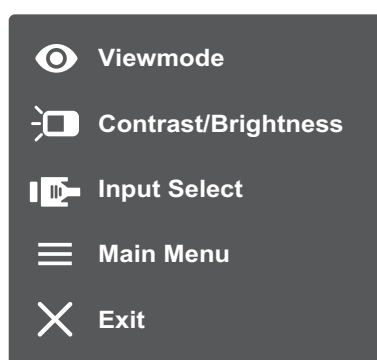 Viewmode
Contrast/Brightness
Input Select
Main Menu
Exit